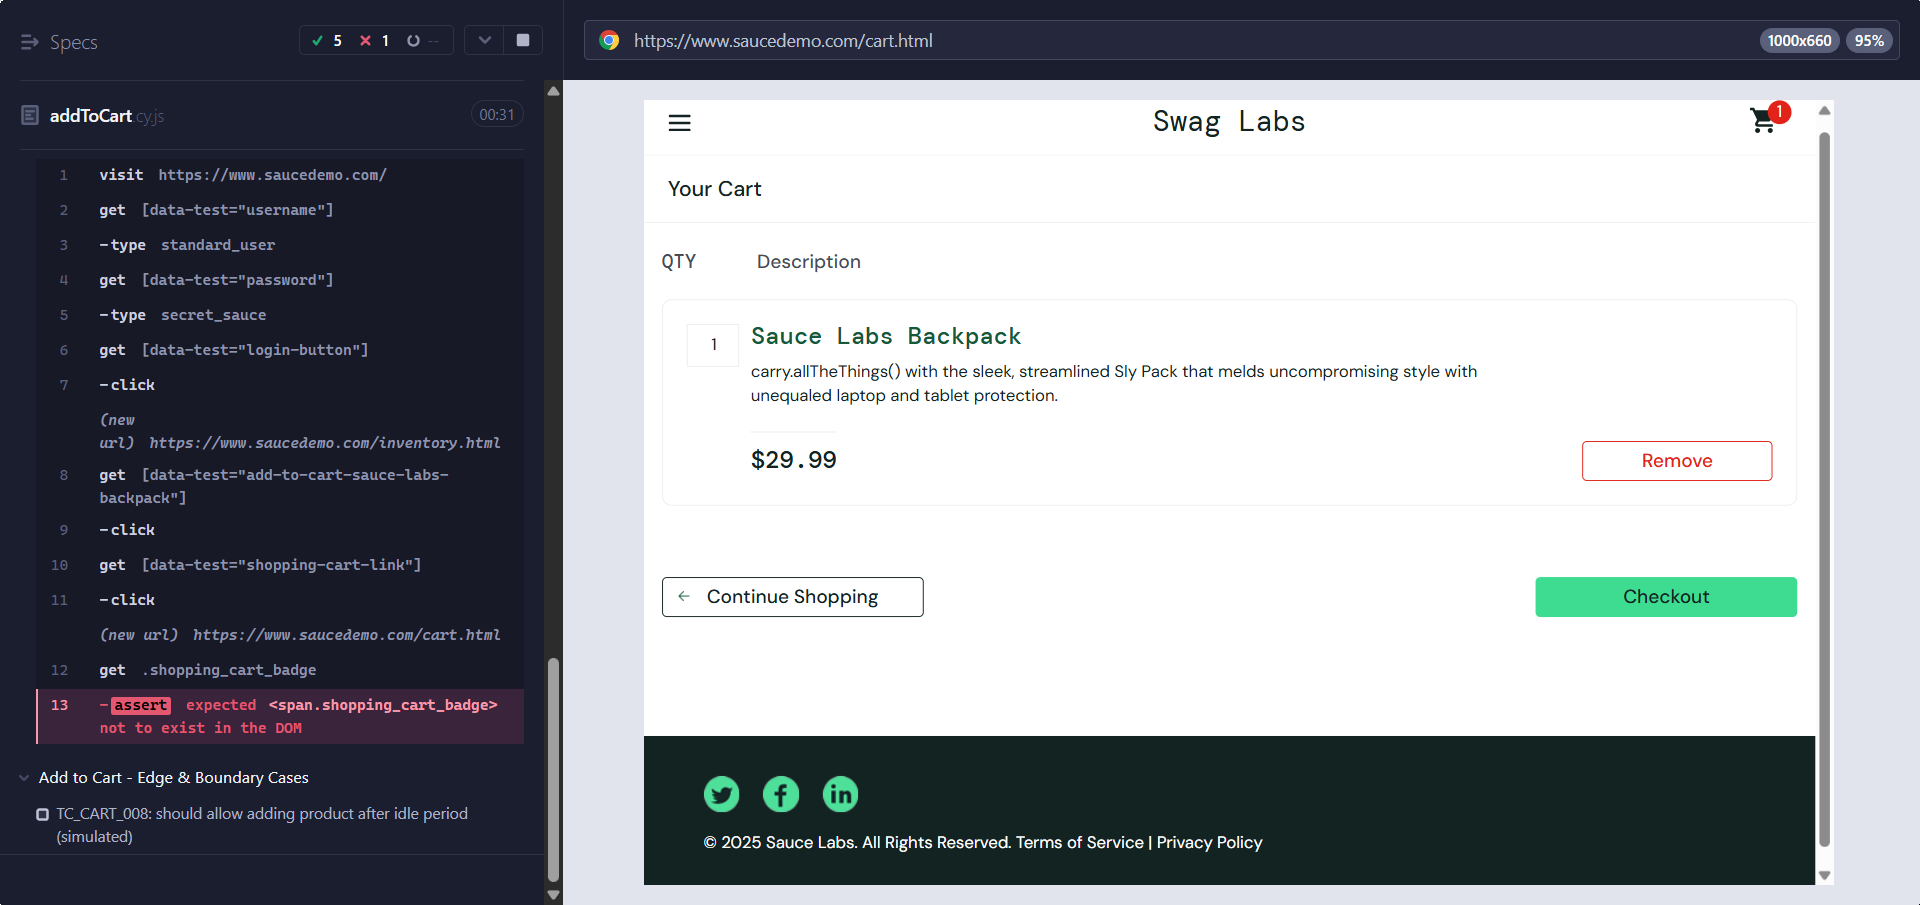 Specs
5 1 --
addToCart.cy.js 00:31
1 visit https://www.saucedemo.com/
2 get [data-test="username"]
3 -type standard_user
4 get [data-test="password"]
5 -type secret_sauce
6 get [data-test="login-button"]
7 -click
(new
url) https://www.saucedemo.com/inventory.html
8 get [data-test="add-to-cart-sauce-labs-
backpack"]
9 -click
10 get [data-test="shopping-cart-link"]
11 -click
(new url) https://www.saucedemo.com/cart.html
12 get .shopping_cart_badge
13 -assert expected <span.shopping_cart_badge>
not to exist in the DOM
Add to Cart - Edge & Boundary Cases
TC_CART_008: should allow adding product after idle period
(simulated)
https://www.saucedemo.com/cart.html
1000x660 95%
Swag Labs
1
Your Cart
QTY Description
1
Sauce Labs Backpack
carry.allTheThings() with the sleek, streamlined Sly Pack that melds uncompromising style with
unequaled laptop and tablet protection.
$29.99
Remove
Continue Shopping
Checkout
© 2025 Sauce Labs. All Rights Reserved. Terms of Service | Privacy Policy